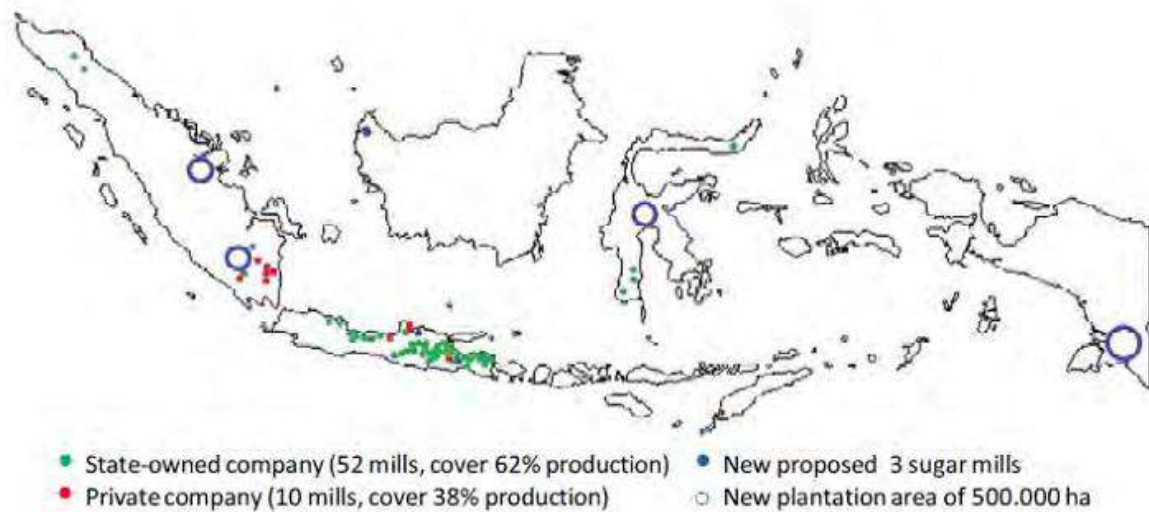 State-owned company (52 mills, cover 62% production)
New proposed 3 sugar mills
Private company (10 mills, cover 38% production)
New plantation area of 500.000 ha